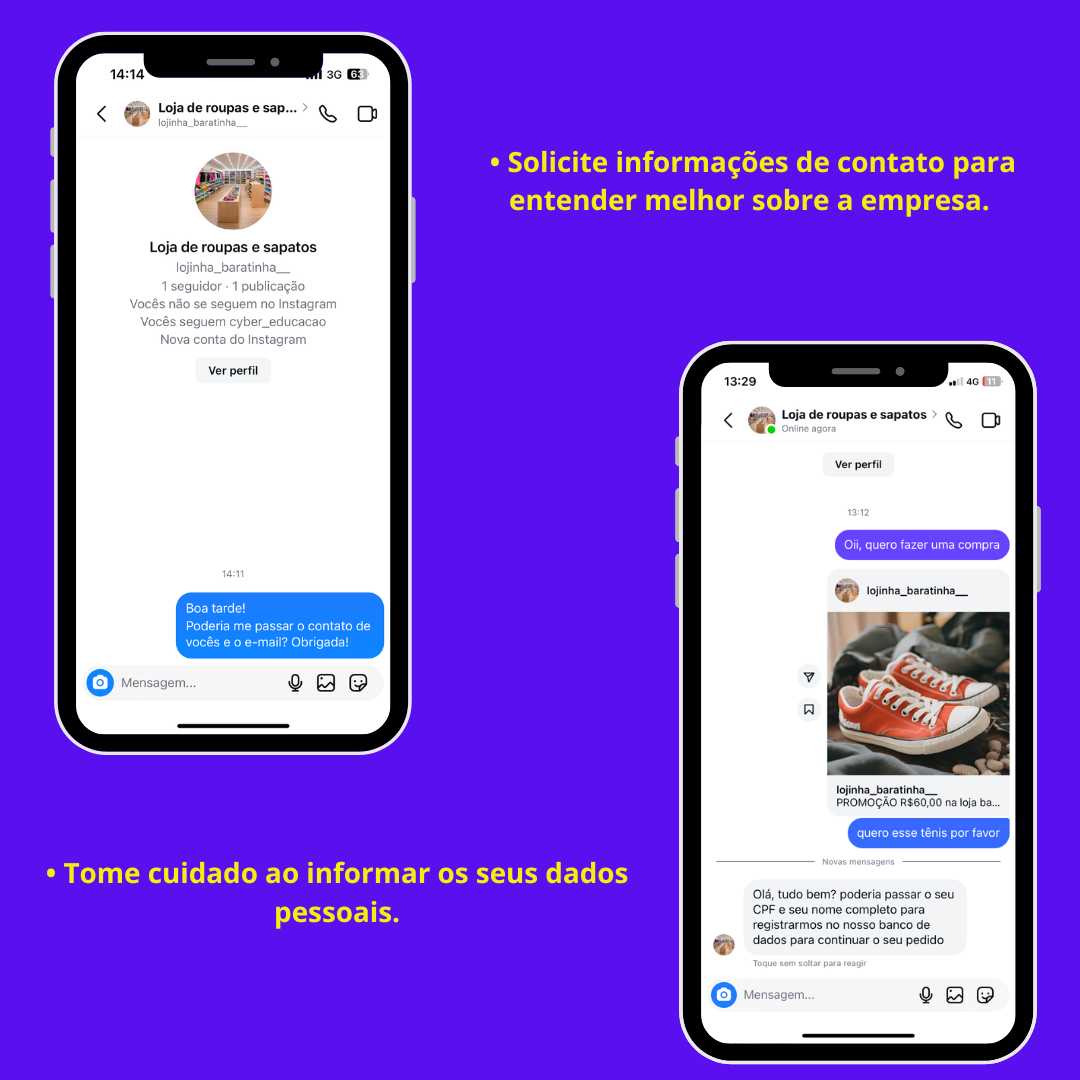 14:14
3G 63
Loja de roupas e sap...
lojinha_baratinha__
Loja de roupas e sapatos
lojinha_baratinha__
1 seguidor · 1 publicação
Vocês não se seguem no Instagram
Vocês seguem cyber_educacao
Nova conta do Instagram
Ver perfil
14:11
Boa tarde!
Poderia me passar o contato de
vocês e o e-mail? Obrigada!
Mensagem...
• Solicite informações de contato para
entender melhor sobre a empresa.
• Tome cuidado ao informar os seus dados
pessoais.
13:29
4G 11
Loja de roupas e sapatos
Online agora
Ver perfil
13:12
Oii, quero fazer uma compra
lojinha_baratinha__
lojinha_baratinha__
PROMOÇÃO R$60,00 na loja ba...
quero esse tênis por favor
Novas mensagens
Olá, tudo bem? poderia passar o seu
CPF e seu nome completo para
registrarmos no nosso banco de
dados para continuar o seu pedido
Toque sem soltar para reagir
Mensagem...